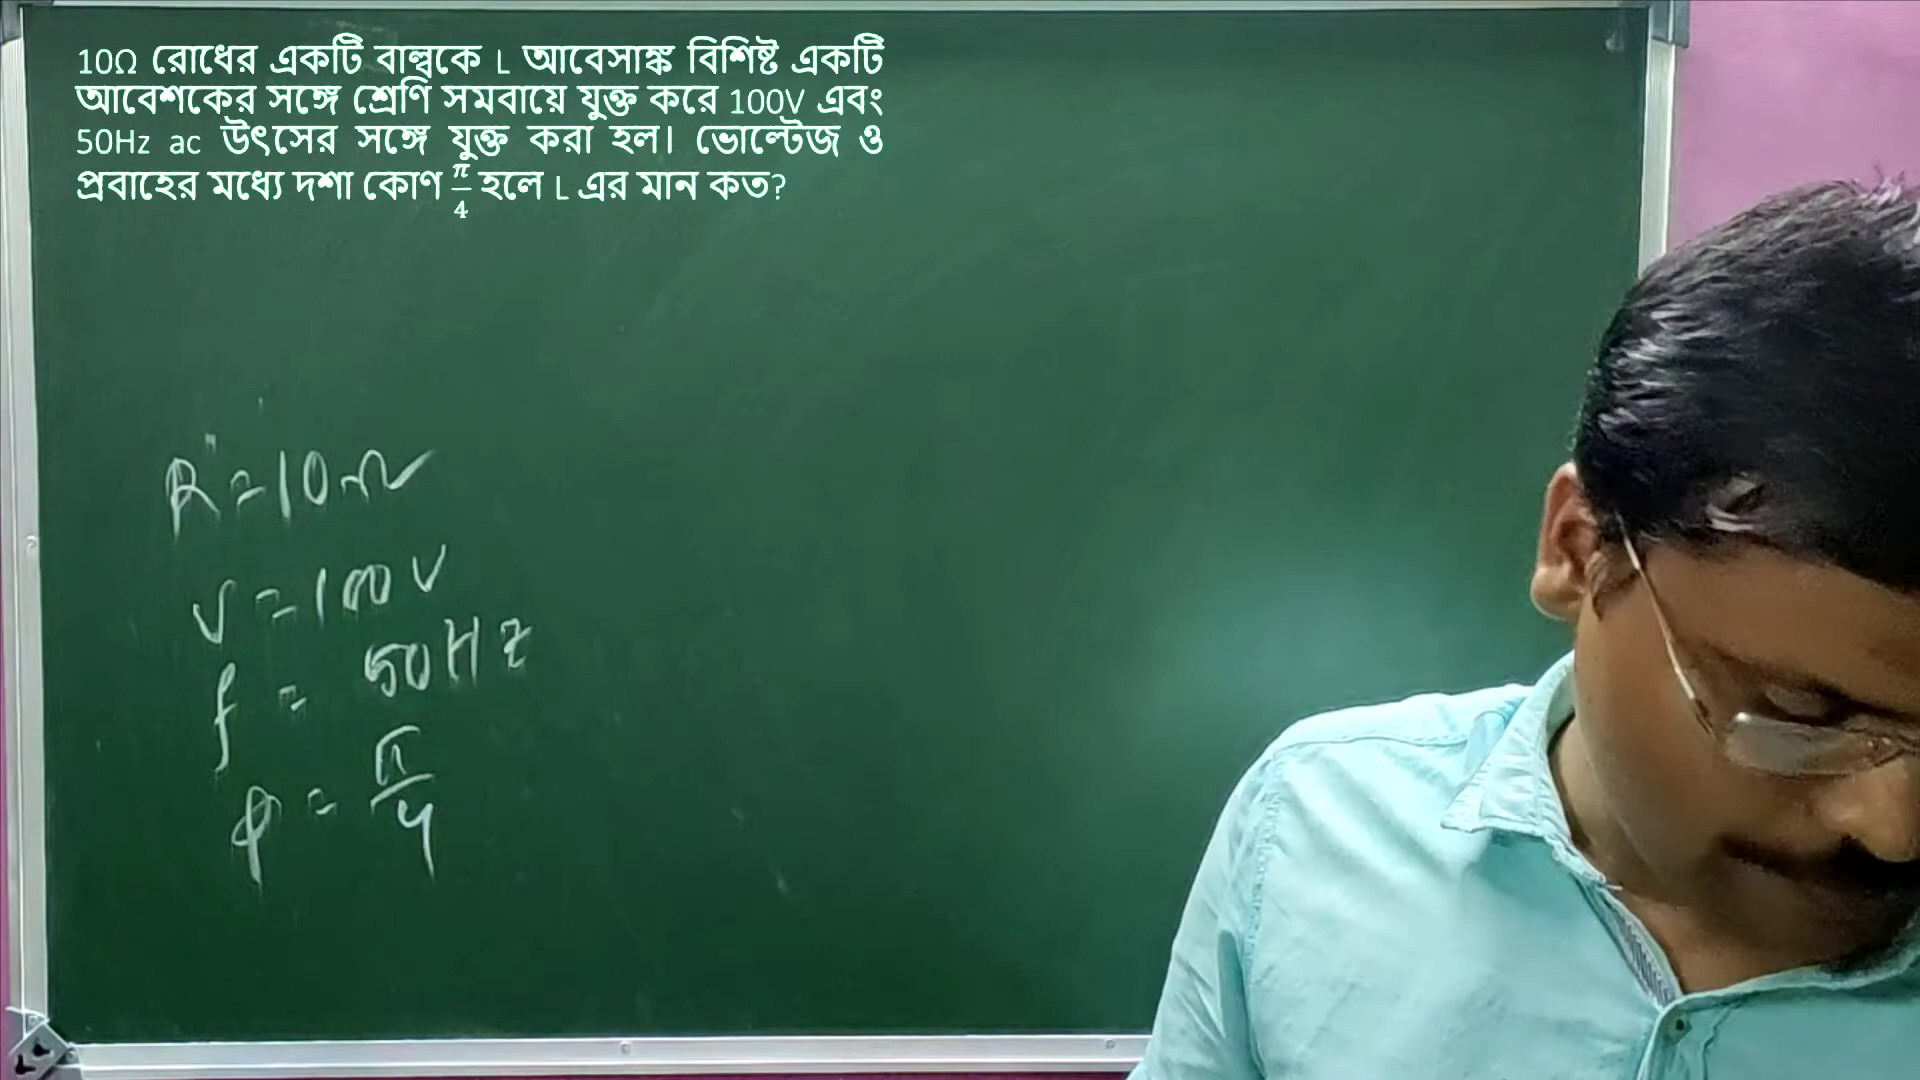 10Ω রোধের একটি বাল্বকে L আবেসাঙ্ক বিশিষ্ট একটি
আবেশকের সঙ্গে শ্রেণি সমবায়ে যুক্ত করে 100V এবং
50Hz ac উৎসের সঙ্গে যুক্ত করা হল। ভোল্টেজ ও
প্রবাহের মধ্যে দশা কোণ π/4 হলে L এর মান কত?
R = 10Ω
V = 100V
f = 50Hz
φ = π/4